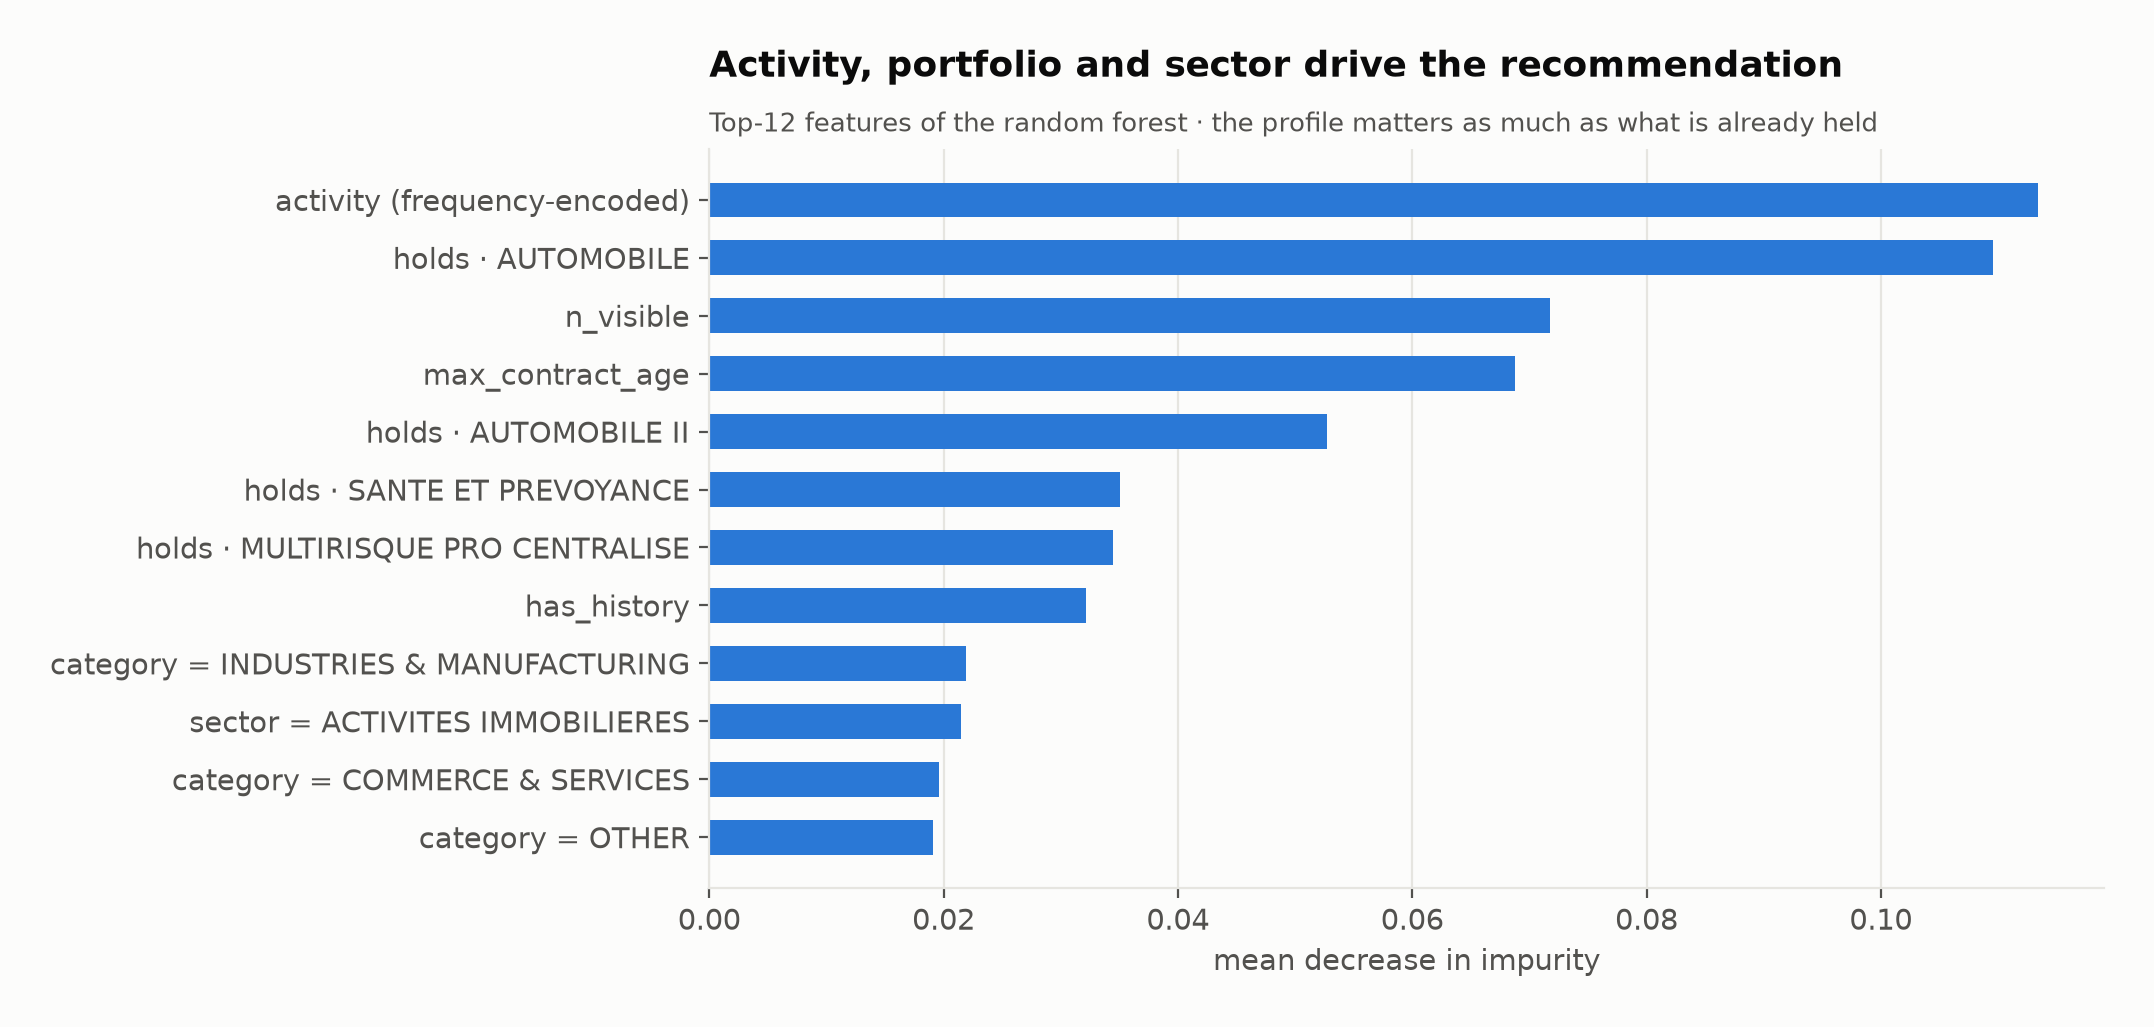 Activity, portfolio and sector drive the recommendation
Top-12 features of the random forest · the profile matters as much as what is already held
activity (frequency-encoded)
holds · AUTOMOBILE
n_visible
max_contract_age
holds · AUTOMOBILE II
holds · SANTE ET PREVOYANCE
holds · MULTIRISQUE PRO CENTRALISE
has_history
category = INDUSTRIES & MANUFACTURING
sector = ACTIVITES IMMOBILIERES
category = COMMERCE & SERVICES
category = OTHER
0.00 0.02 0.04 0.06 0.08 0.10
mean decrease in impurity